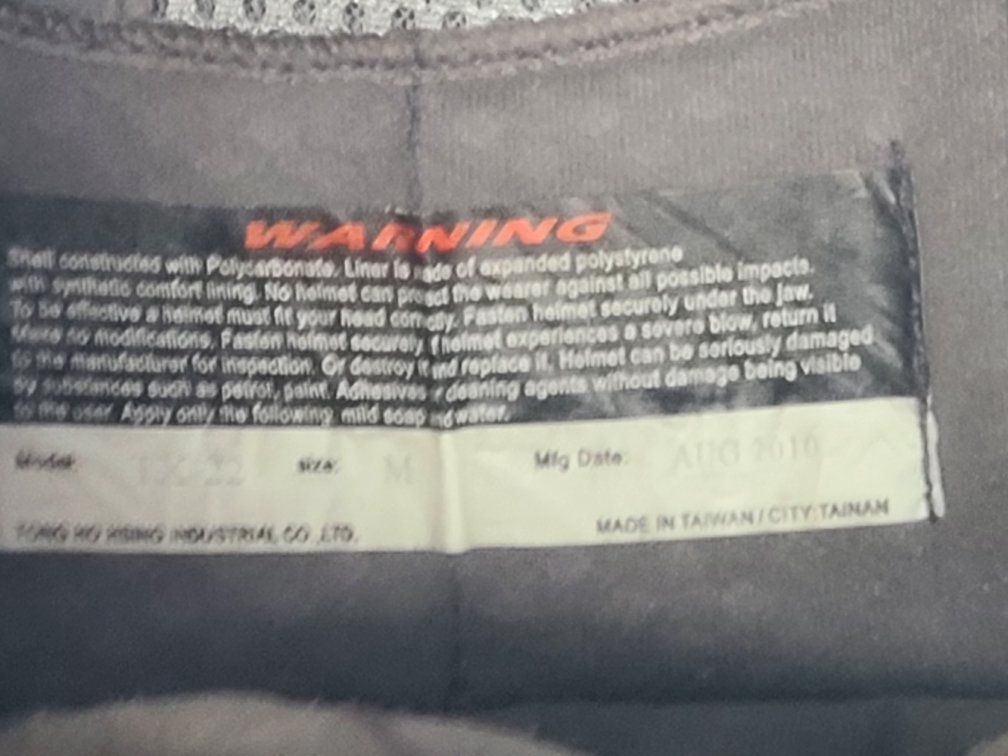 WARNING
Shell constructed with Polycarbonate. Liner is made of expanded polystyrene
with synthetic comfort lining. No helmet can protect the wearer against all possible impacts.
To be effective a helmet must fit your head correctly. Fasten helmet securely under the jaw.
Make no modifications. Fasten helmet securely. If helmet experiences a severe blow, return it
to the manufacturer for inspection. Or destroy it and replace it. Helmet can be seriously damaged
by substances such as petrol, paint. Adhesives or cleaning agents without damage being visible
to the user. Apply only the following: mild soap and water.
Model: size: M Mfg Date: AUG 2010
TONG HO HSING INDUSTRIAL CO.,LTD. MADE IN TAIWAN / CITY:TAINAN